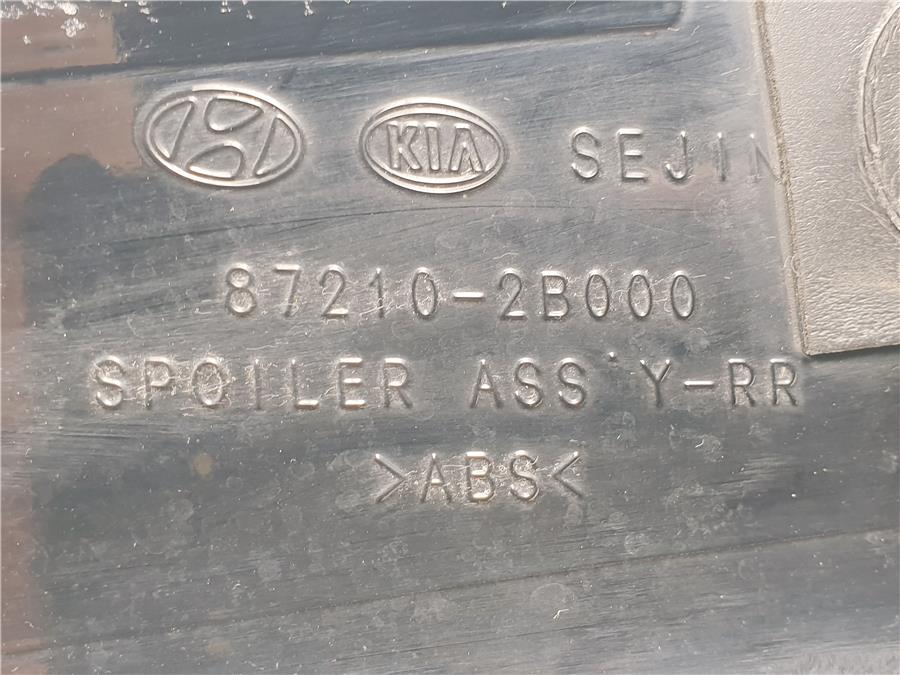 KIA SEJIN
87210-2B000
SPOILER ASS'Y-RR
>ABS<